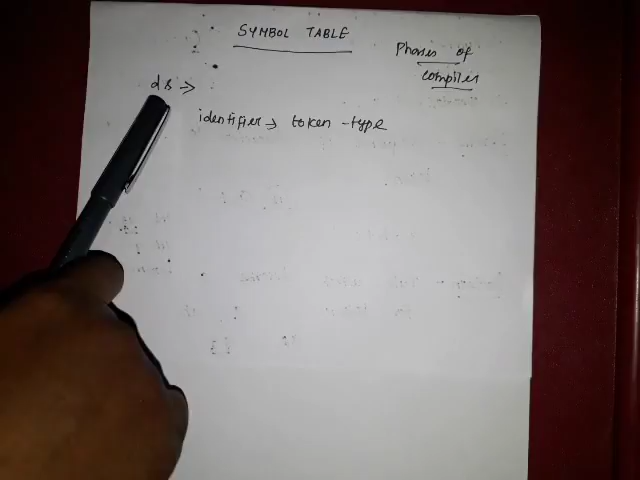 SYMBOL TABLE
Phases of
compiler
ds →
identifier → token - type